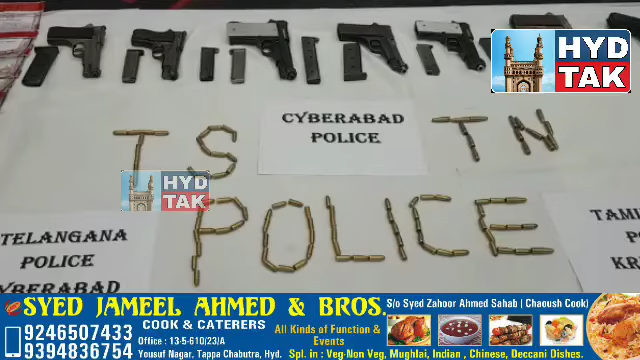 HYD
TAK
CYBERABAD
POLICE
TS TN
HYD
TAK
POLICE
TELANGANA
POLICE
CYBERABAD
TAMIL
PO
KR
SYED JAMEEL AHMED & BROS. S/o Syed Zahoor Ahmed Sahab ( Chaoush Cook)
9246507433
9394836754
COOK & CATERERS
Office : 13-5-610/23/A
Yousuf Nagar, Tappa Chabutra, Hyd.
All Kinds of Function &
Events
Spl. in : Veg-Non Veg, Mughlai, Indian , Chinese, Deccani Dishes.